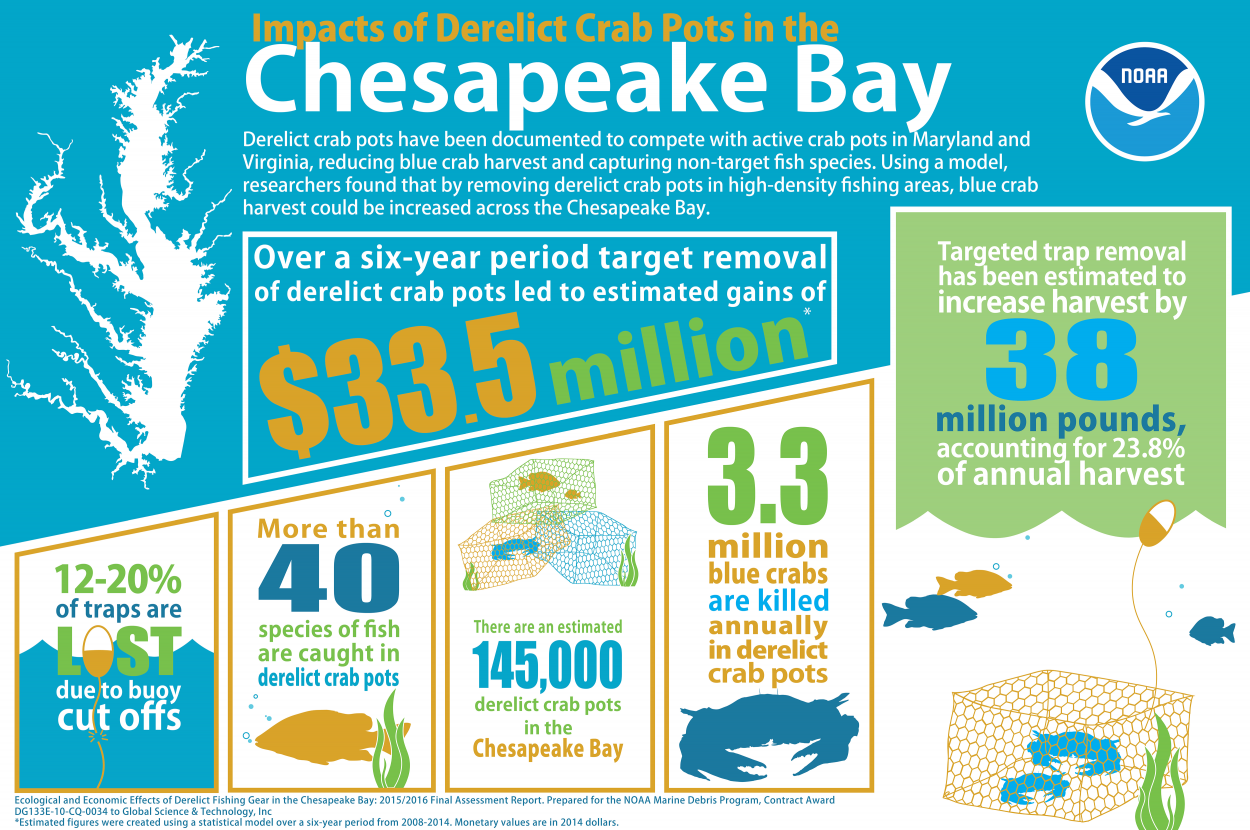 Impacts of Derelict Crab Pots in the
Chesapeake Bay
NOAA
Derelict crab pots have been documented to compete with active crab pots in Maryland and
Virginia, reducing blue crab harvest and capturing non-target fish species. Using a model,
researchers found that by removing derelict crab pots in high-density fishing areas, blue crab
harvest could be increased across the Chesapeake Bay.
Over a six-year period target removal
of derelict crab pots led to estimated gains of
$33.5 million*
Targeted trap removal
has been estimated to
increase harvest by
38
million pounds,
accounting for 23.8%
of annual harvest
12-20%
of traps are
LOST
due to buoy
cut offs
More than
40
species of fish
are caught in
derelict crab pots
There are an estimated
145,000
derelict crab pots
in the
Chesapeake Bay
3.3
million
blue crabs
are killed
annually
in derelict
crab pots
Ecological and Economic Effects of Derelict Fishing Gear in the Chesapeake Bay: 2015/2016 Final Assessment Report. Prepared for the NOAA Marine Debris Program, Contract Award
DG133E-10-CQ-0034 to Global Science & Technology, Inc
*Estimated figures were created using a statistical model over a six-year period from 2008-2014. Monetary values are in 2014 dollars.